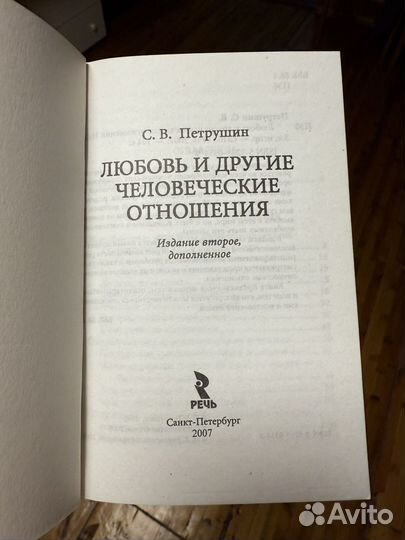 С. В. Петрушин
ЛЮБОВЬ И ДРУГИЕ
ЧЕЛОВЕЧЕСКИЕ
ОТНОШЕНИЯ
Издание второе,
дополненное
РЕЧЬ
Санкт-Петербург
2007
Avito